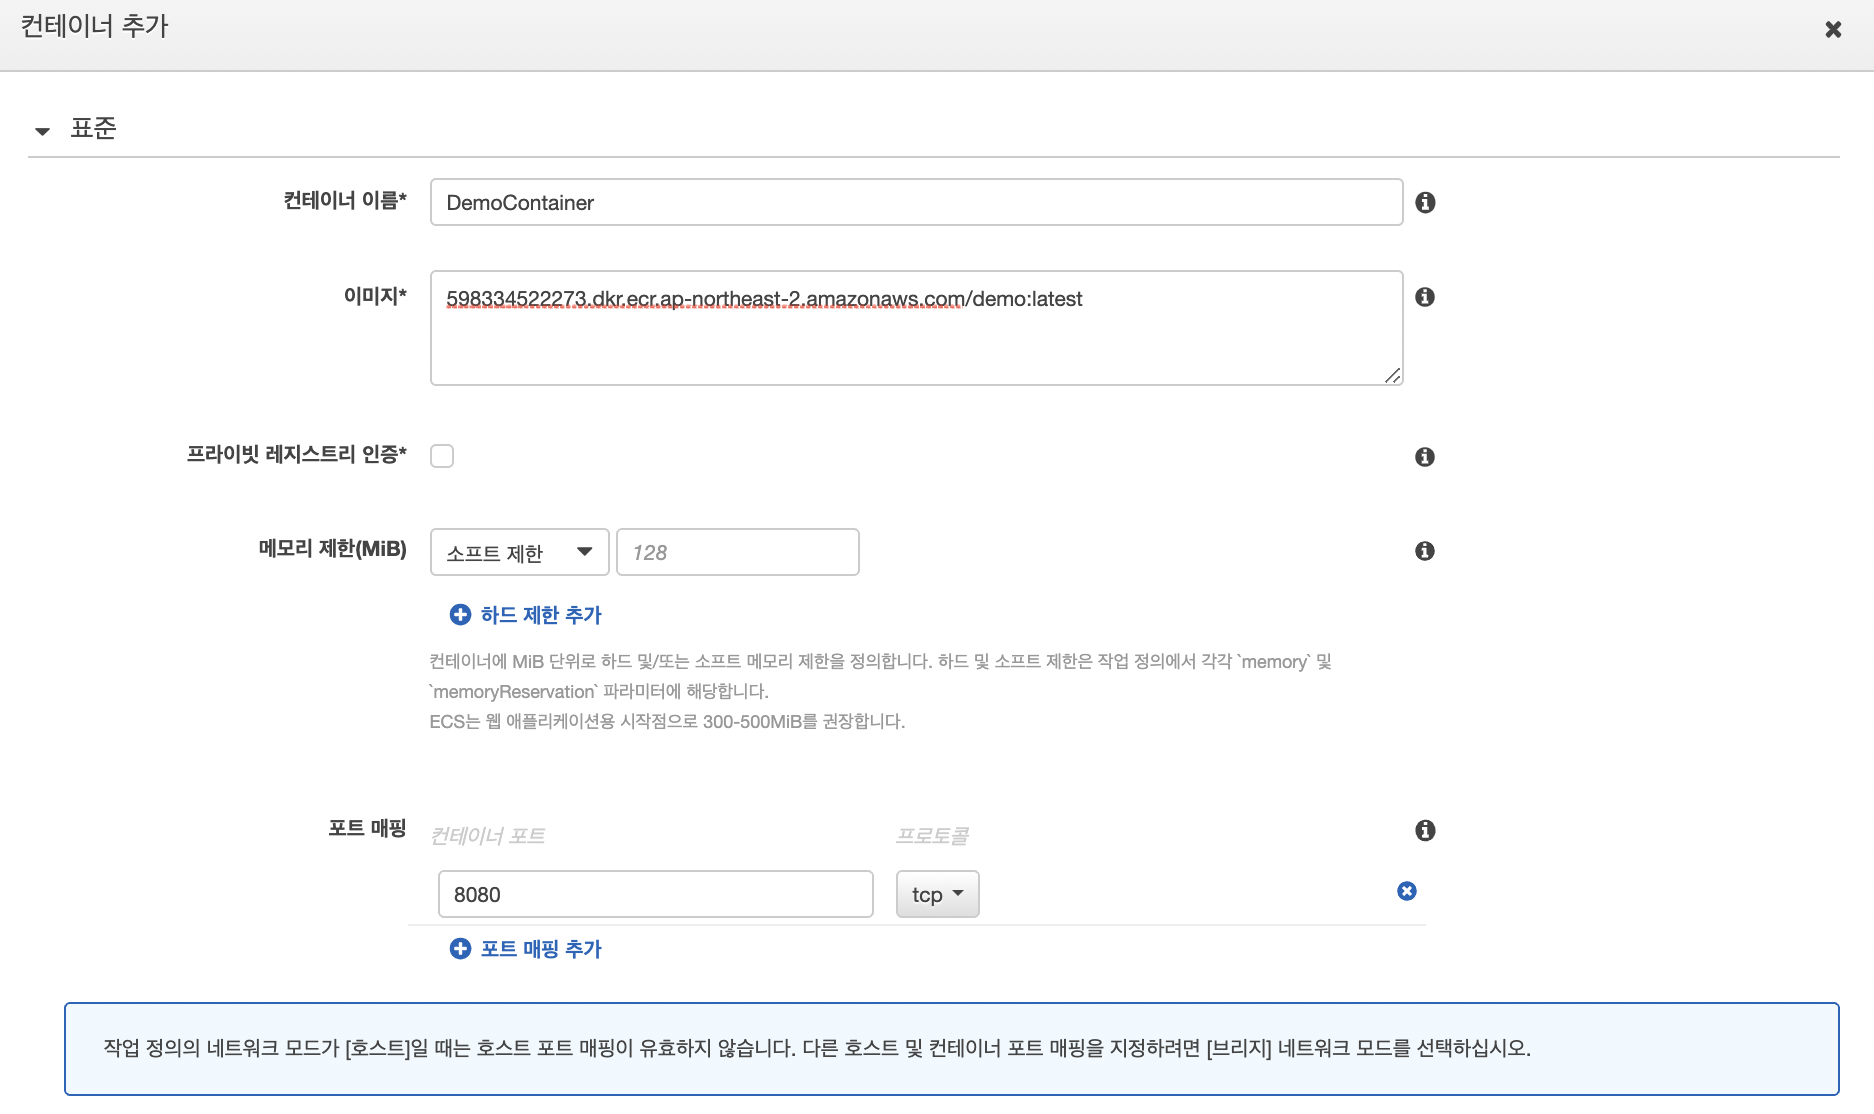 컨테이너 추가
표준
컨테이너 이름*
DemoContainer
이미지*
598334522273.dkr.ecr.ap-northeast-2.amazonaws.com/demo:latest
프라이빗 레지스트리 인증*
메모리 제한(MiB)
소프트 제한
128
하드 제한 추가
컨테이너에 MiB 단위로 하드 및/또는 소프트 메모리 제한을 정의합니다. 하드 및 소프트 제한은 작업 정의에서 각각 `memory` 및
`memoryReservation` 파라미터에 해당합니다.
ECS는 웹 애플리케이션용 시작점으로 300-500MiB를 권장합니다.
포트 매핑
컨테이너 포트
프로토콜
8080
tcp
포트 매핑 추가
작업 정의의 네트워크 모드가 [호스트]일 때는 호스트 포트 매핑이 유효하지 않습니다. 다른 호스트 및 컨테이너 포트 매핑을 지정하려면 [브리지] 네트워크 모드를 선택하십시오.